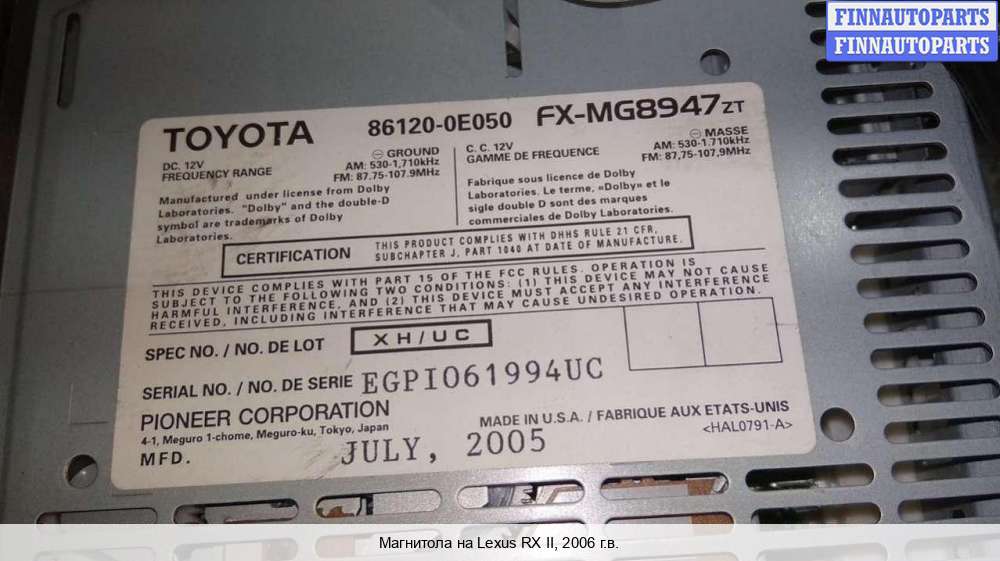 FINNAUTOPARTS
FINNAUTOPARTS
TOYOTA 86120-0E050 FX-MG8947ZT
DC. 12V ⊖ GROUND
FREQUENCY RANGE AM: 530-1,710kHz
FM: 87.75-107.9MHz
Manufactured under license from Dolby
Laboratories. "Dolby" and the double-D
symbol are trademarks of Dolby
Laboratories.
C. C. 12V ⊖ MASSE
GAMME DE FREQUENCE AM: 530-1.710kHz
FM: 87,75-107,9MHz
Fabrique sous licence de Dolby
Laboratories. Le terme, «Dolby» et le
sigle double D sont des marques
commerciales de Dolby Laboratories.
CERTIFICATION
THIS PRODUCT COMPLIES WITH DHHS RULE 21 CFR,
SUBCHAPTER J, PART 1040 AT DATE OF MANUFACTURE.
THIS DEVICE COMPLIES WITH PART 15 OF THE FCC RULES. OPERATION IS
SUBJECT TO THE FOLLOWING TWO CONDITIONS: (1) THIS DEVICE MAY NOT CAUSE
HARMFUL INTERFERENCE, AND (2) THIS DEVICE MUST ACCEPT ANY INTERFERENCE
RECEIVED, INCLUDING INTERFERENCE THAT MAY CAUSE UNDESIRED OPERATION.
SPEC NO. / NO. DE LOT XH/UC
SERIAL NO. / NO. DE SERIE EGPI061994UC
PIONEER CORPORATION
4-1, Meguro 1-chome, Meguro-ku, Tokyo, Japan
MADE IN U.S.A. / FABRIQUE AUX ETATS-UNIS
<HAL0791-A>
MFD. JULY, 2005
Магнитола на Lexus RX II, 2006 г.в.